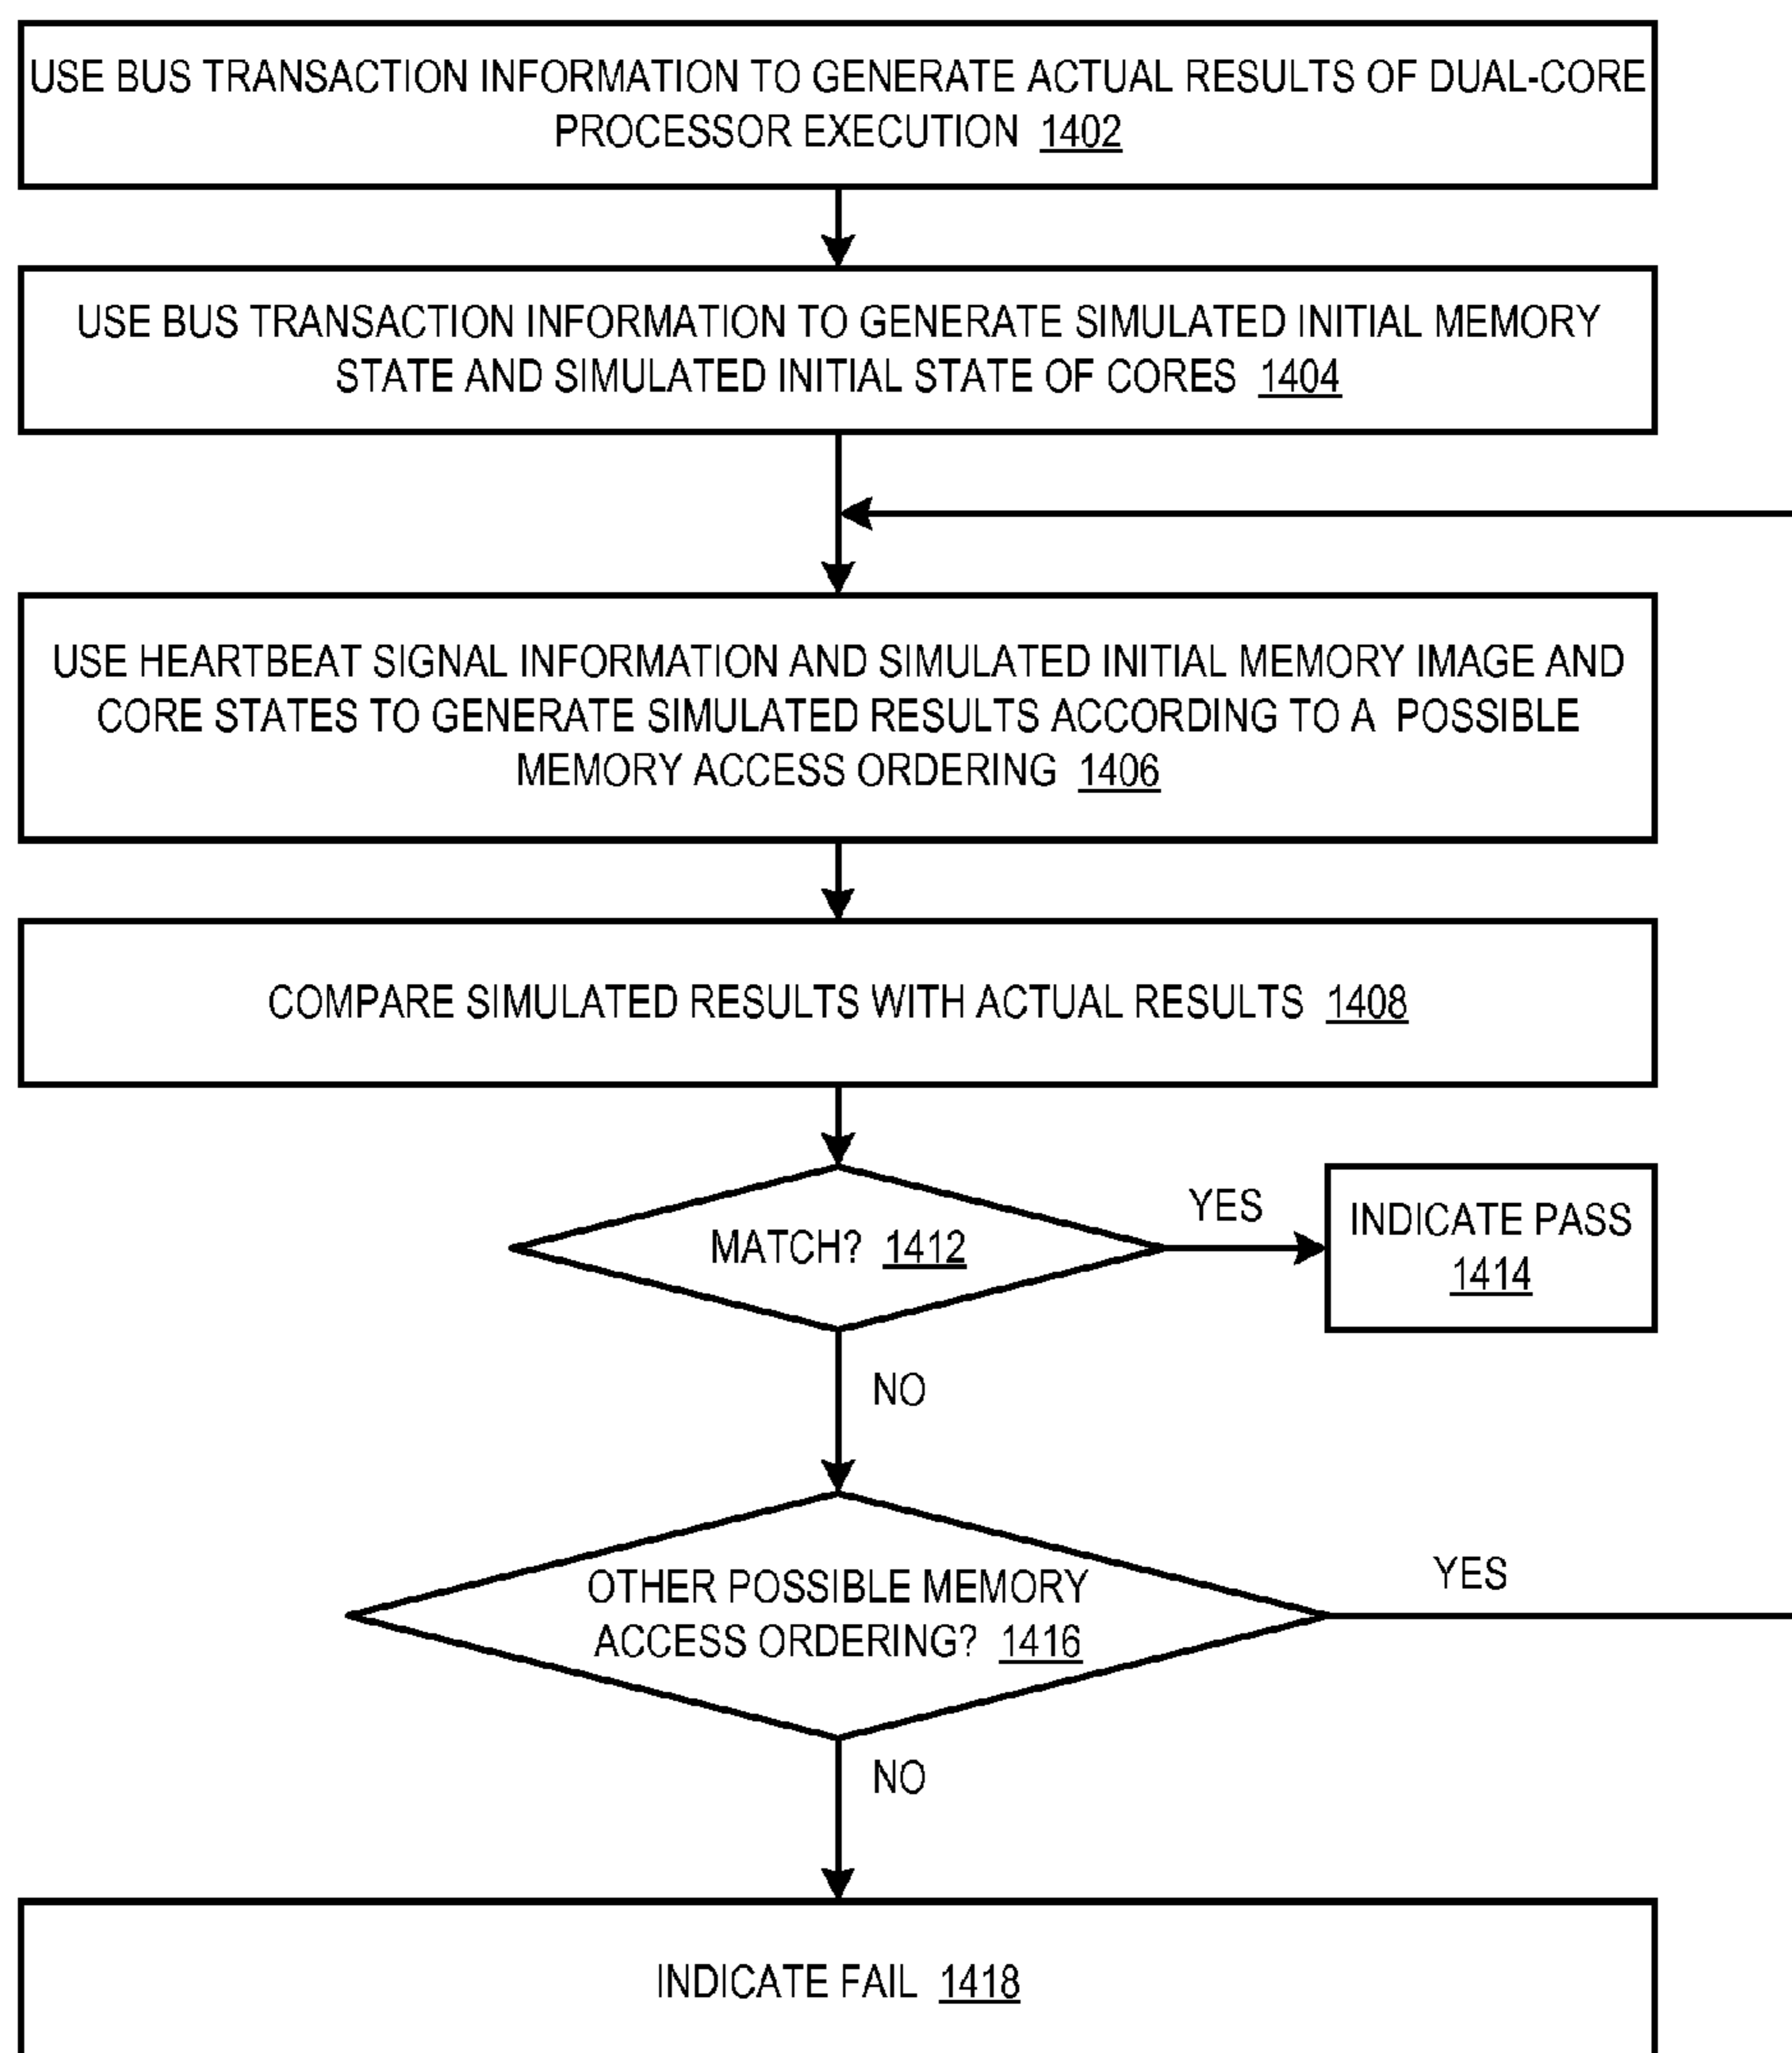 USE BUS TRANSACTION INFORMATION TO GENERATE ACTUAL RESULTS OF DUAL-CORE
PROCESSOR EXECUTION 1402
USE BUS TRANSACTION INFORMATION TO GENERATE SIMULATED INITIAL MEMORY
STATE AND SIMULATED INITIAL STATE OF CORES 1404
USE HEARTBEAT SIGNAL INFORMATION AND SIMULATED INITIAL MEMORY IMAGE AND
CORE STATES TO GENERATE SIMULATED RESULTS ACCORDING TO A POSSIBLE
MEMORY ACCESS ORDERING 1406
COMPARE SIMULATED RESULTS WITH ACTUAL RESULTS 1408
MATCH? 1412
YES
INDICATE PASS
1414
NO
OTHER POSSIBLE MEMORY
ACCESS ORDERING? 1416
YES
NO
INDICATE FAIL 1418